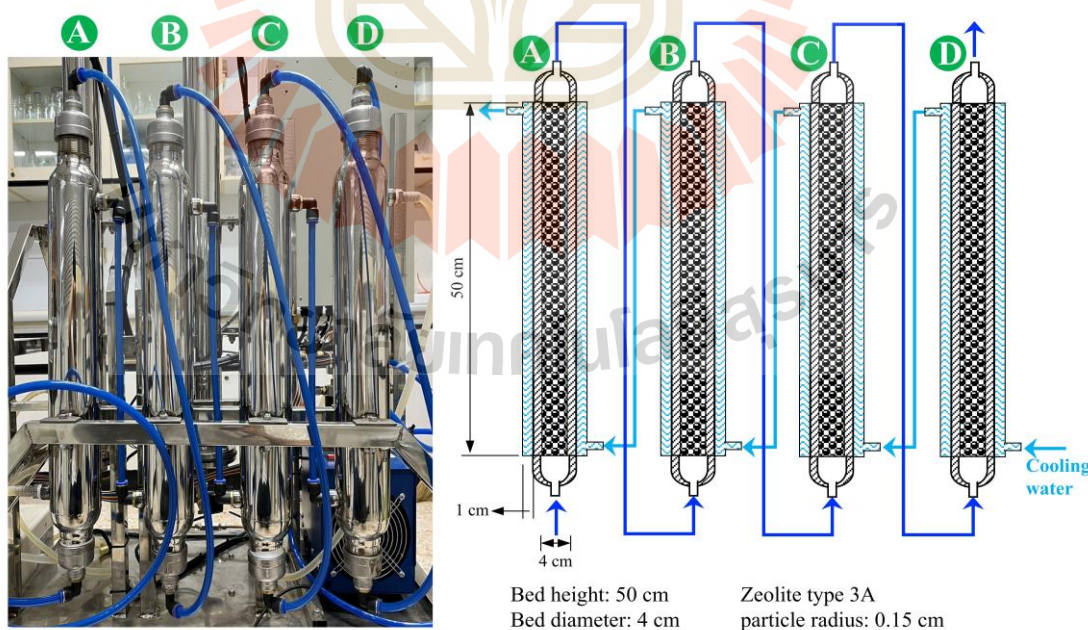 A B C D
A B C D
50 cm
Cooling
water
1 cm
4 cm
Bed height: 50 cm
Zeolite type 3A
Bed diameter: 4 cm
particle radius: 0.15 cm